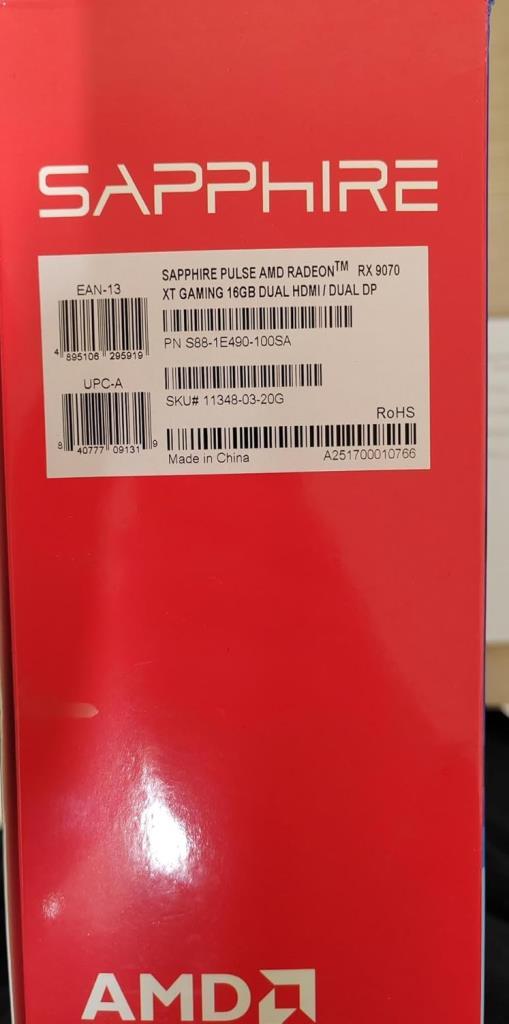 SAPPHIRE
EAN-13
4 895106 295919
UPC-A
8 40777 09131 9
SAPPHIRE PULSE AMD RADEON™ RX 9070
XT GAMING 16GB DUAL HDMI / DUAL DP
PN S88-1E490-100SA
SKU# 11348-03-20G
RoHS
Made in China A251700010766
AMD